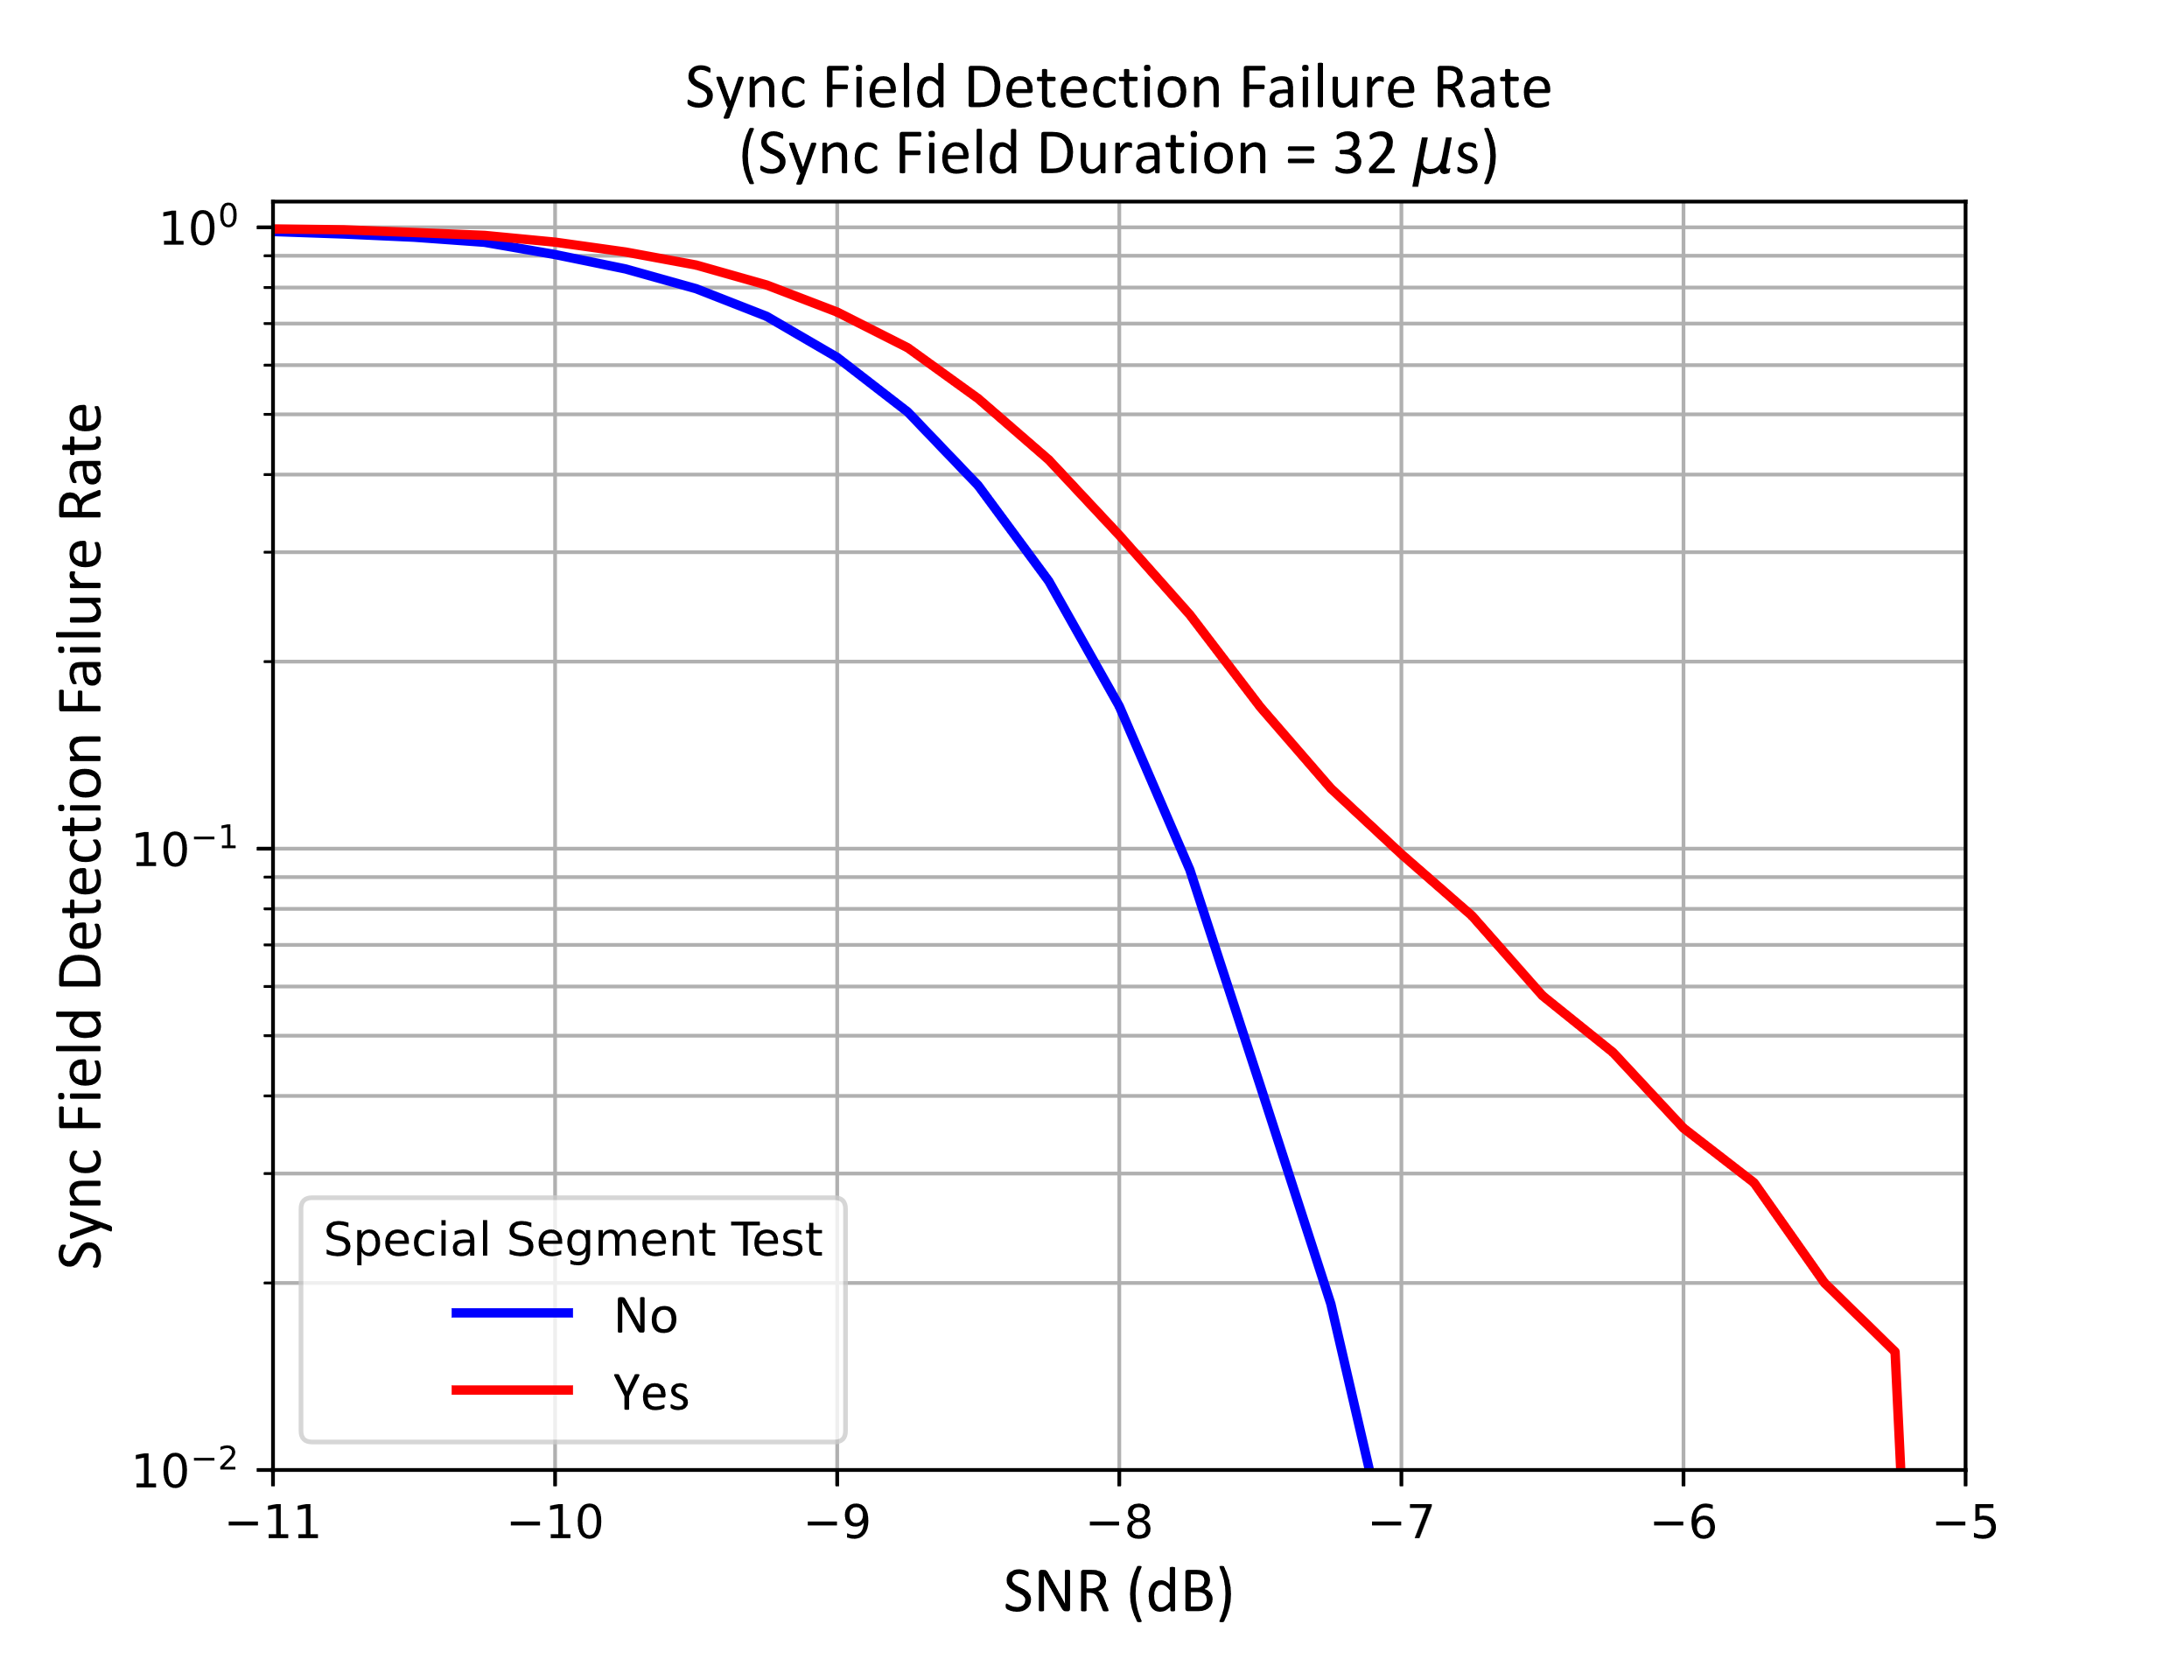 Sync Field Detection Failure Rate
(Sync Field Duration = 32 μs)
Sync Field Detection Failure Rate
10⁰
10⁻¹
10⁻²
Special Segment Test
No
Yes
−11 −10 −9 −8 −7 −6 −5
SNR (dB)